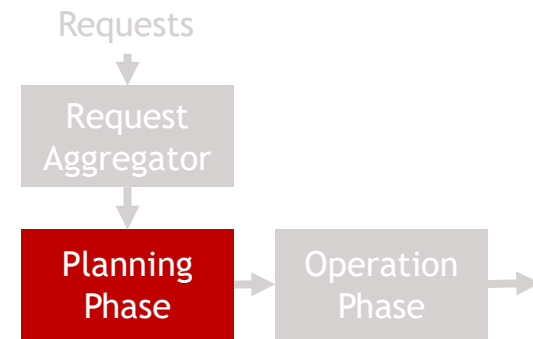 Requests
Request
Aggregator
Planning
Phase
Operation
Phase